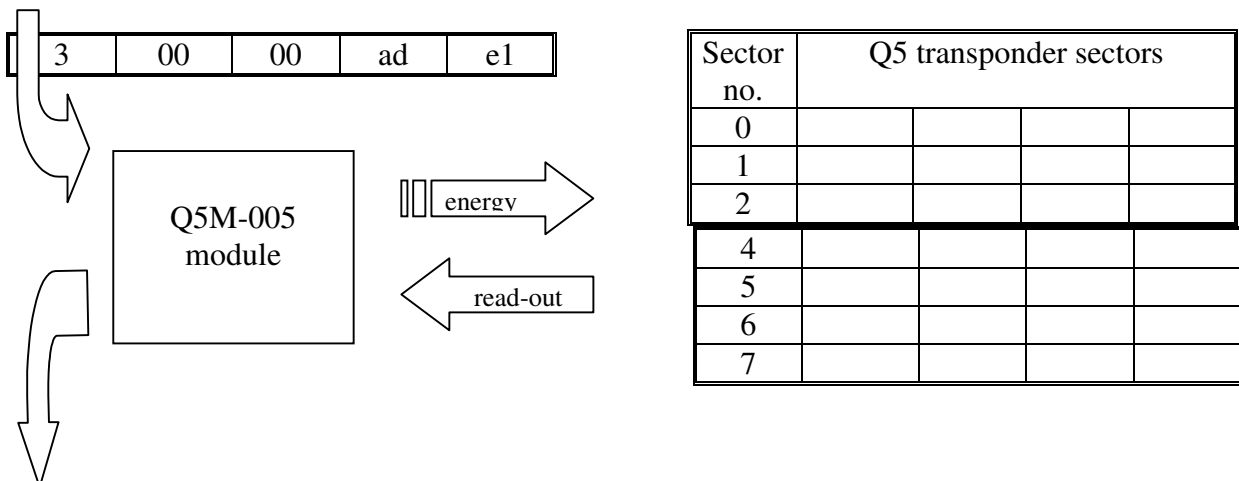 3 00 00 ad e1
Sector Q5 transponder sectors
no.
0
1
2
4
5
6
7
Q5M-005
module
energy
read-out